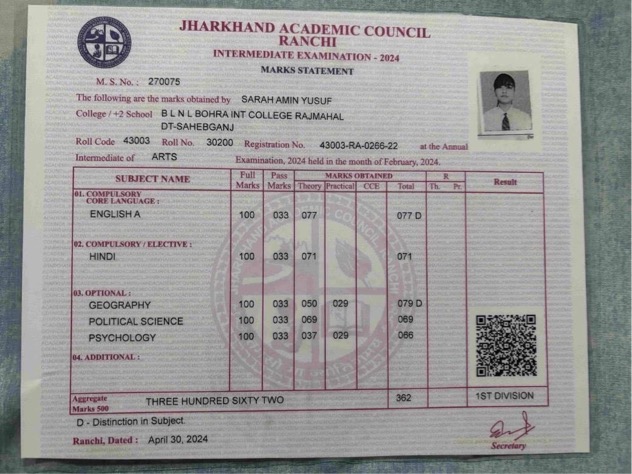 JHARKHAND ACADEMIC COUNCIL
RANCHI
INTERMEDIATE EXAMINATION - 2024
MARKS STATEMENT
M. S. No. : 270075
The following are the marks obtained by SARAH AMIN YUSUF
College / +2 School B L N L BOHRA INT COLLEGE RAJMAHAL
DT-SAHEBGANJ
Roll Code 43003 Roll No. 30200 Registration No. 43003-RA-0266-22 at the Annual
Intermediate of ARTS Examination, 2024 held in the month of February, 2024.
SUBJECT NAME Full Marks Pass Marks MARKS OBTAINED R Result
Theory Practical CCE Total Th. Pr.
01. COMPULSORY
CORE LANGUAGE :
ENGLISH A 100 033 077 077 D
02. COMPULSORY / ELECTIVE :
HINDI 100 033 071 071
03. OPTIONAL :
GEOGRAPHY 100 033 050 029 079 D
POLITICAL SCIENCE 100 033 069 069
PSYCHOLOGY 100 033 037 029 066
04. ADDITIONAL :
Aggregate
Marks 500 THREE HUNDRED SIXTY TWO 362 1ST DIVISION
D - Distinction in Subject.
Ranchi, Dated : April 30, 2024
Secretary